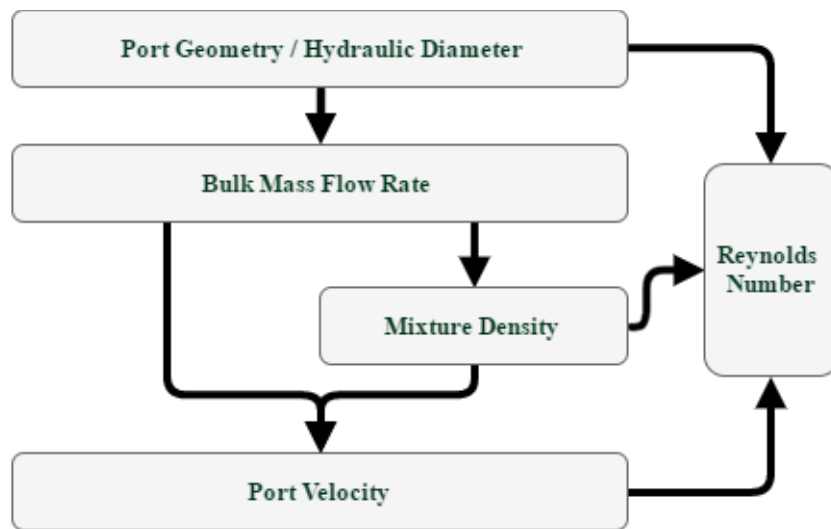 Port Geometry / Hydraulic Diameter
Bulk Mass Flow Rate
Reynolds
Number
Mixture Density
Port Velocity